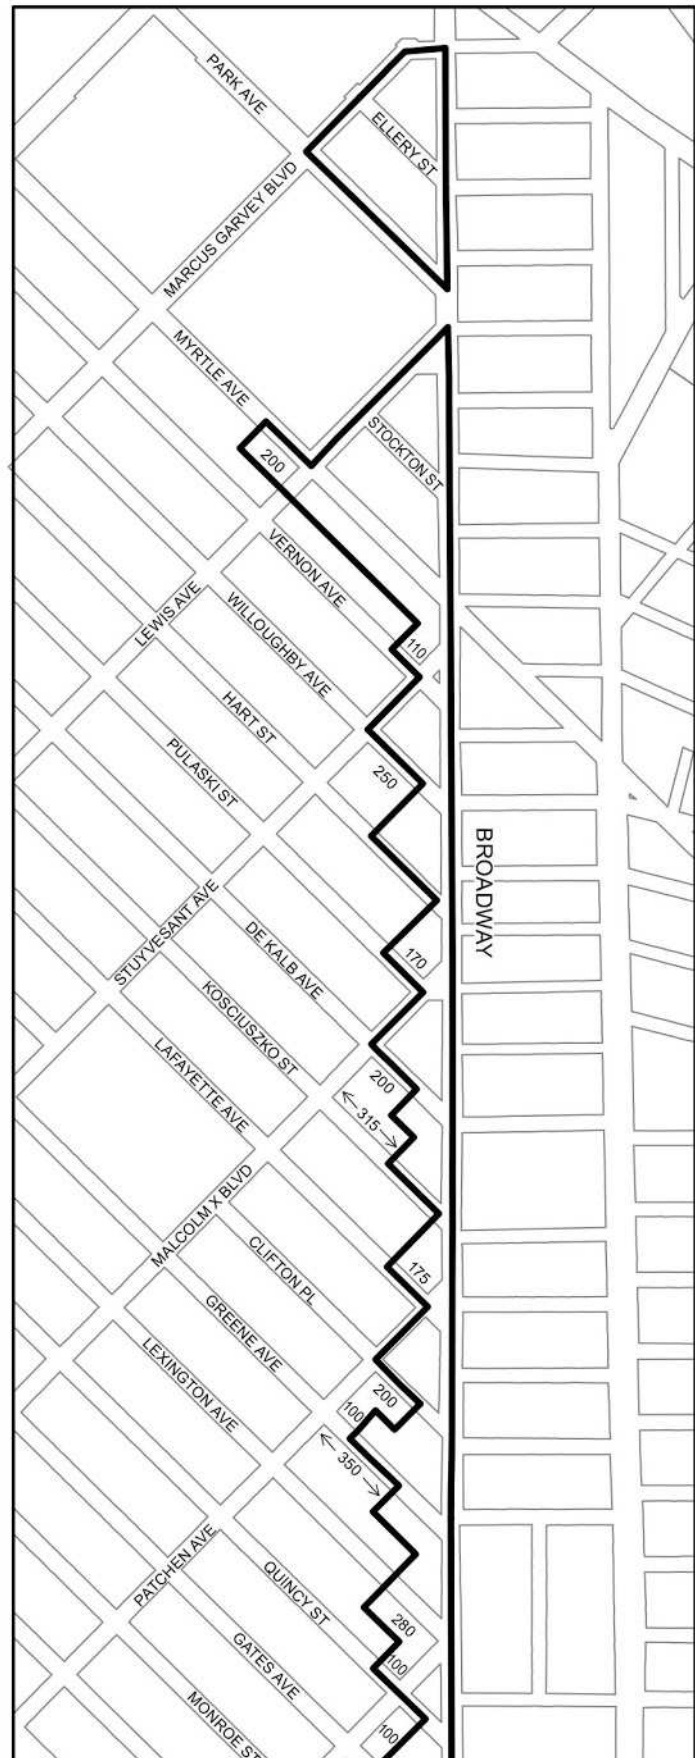 PARK AVE
ELLERY ST
MARCUS GARVEY BLVD
MYRTLE AVE
STOCKTON ST
200
VERNON AVE
LEWIS AVE
WILLOUGHBY AVE
110
HART ST
PULASKI ST
250
BROADWAY
STUYVESANT AVE
DE KALB AVE
170
KOSCIUSZKO ST
LAFAYETTE AVE
200
315
MALCOLM X BLVD
CLIFTON PL
175
GREENE AVE
LEXINGTON AVE
200
100
350
PATCHEN AVE
QUINCY ST
280
GATES AVE
100
MONROE ST
100